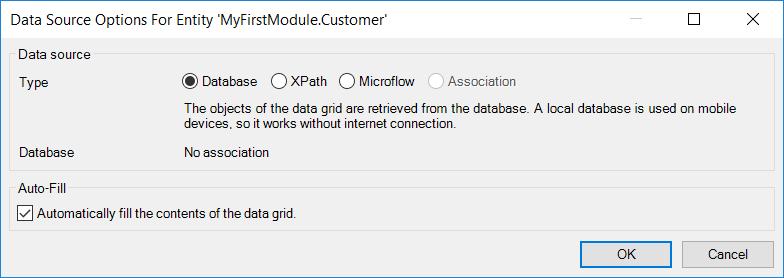 Data Source Options For Entity 'MyFirstModule.Customer'
Data source
Type Database XPath Microflow Association
The objects of the data grid are retrieved from the database. A local database is used on mobile
devices, so it works without internet connection.
Database No association
Auto-Fill
Automatically fill the contents of the data grid.
OK Cancel